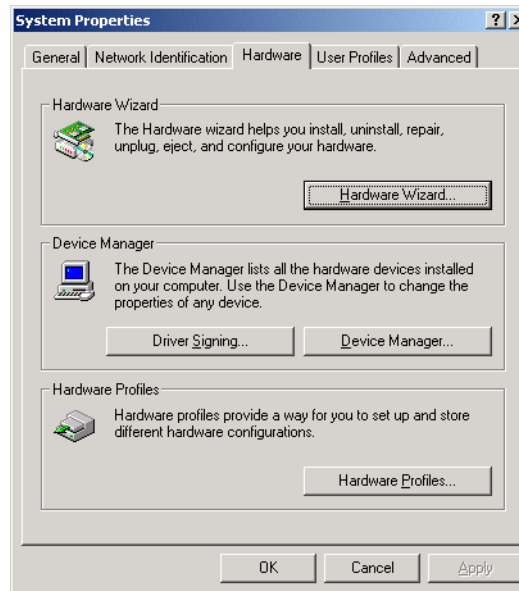 System Properties
General Network Identification Hardware User Profiles Advanced
Hardware Wizard
The Hardware wizard helps you install, uninstall, repair,
unplug, eject, and configure your hardware.
Hardware Wizard...
Device Manager
The Device Manager lists all the hardware devices installed
on your computer. Use the Device Manager to change the
properties of any device.
Driver Signing... Device Manager...
Hardware Profiles
Hardware profiles provide a way for you to set up and store
different hardware configurations.
Hardware Profiles...
OK Cancel Apply